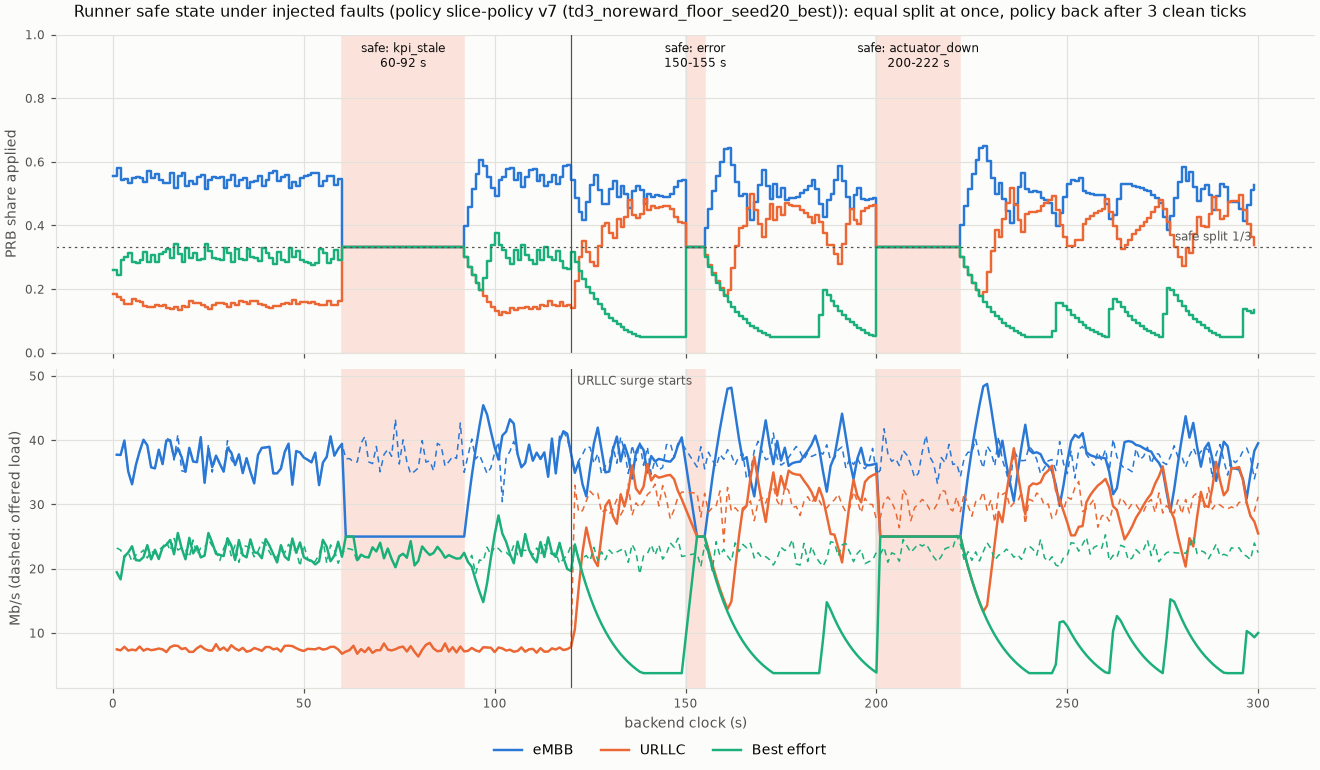 Runner safe state under injected faults (policy slice-policy v7 (td3_noreward_floor_seed20_best)): equal split at once, policy back after 3 clean ticks
PRB share applied
1.0
0.8
0.6
0.4
0.2
0.0
safe: kpi_stale
60-92 s
safe: error
150-155 s
safe: actuator_down
200-222 s
safe split 1/3
Mb/s (dashed: offered load)
50
40
30
20
10
URLLC surge starts
0
50
100
150
200
250
300
backend clock (s)
eMBB
URLLC
Best effort